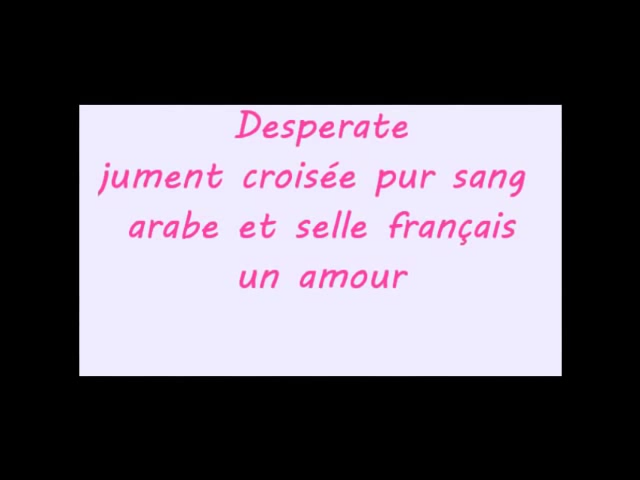 Desperate
jument croisée pur sang
arabe et selle français
un amour